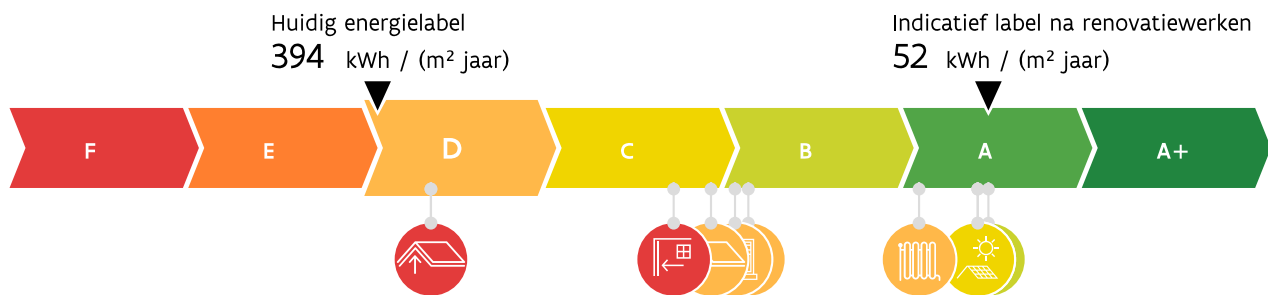 Huidig energielabel
394 kWh / (m² jaar)
Indicatief label na renovatiewerken
52 kWh / (m² jaar)
F E D C B A A+